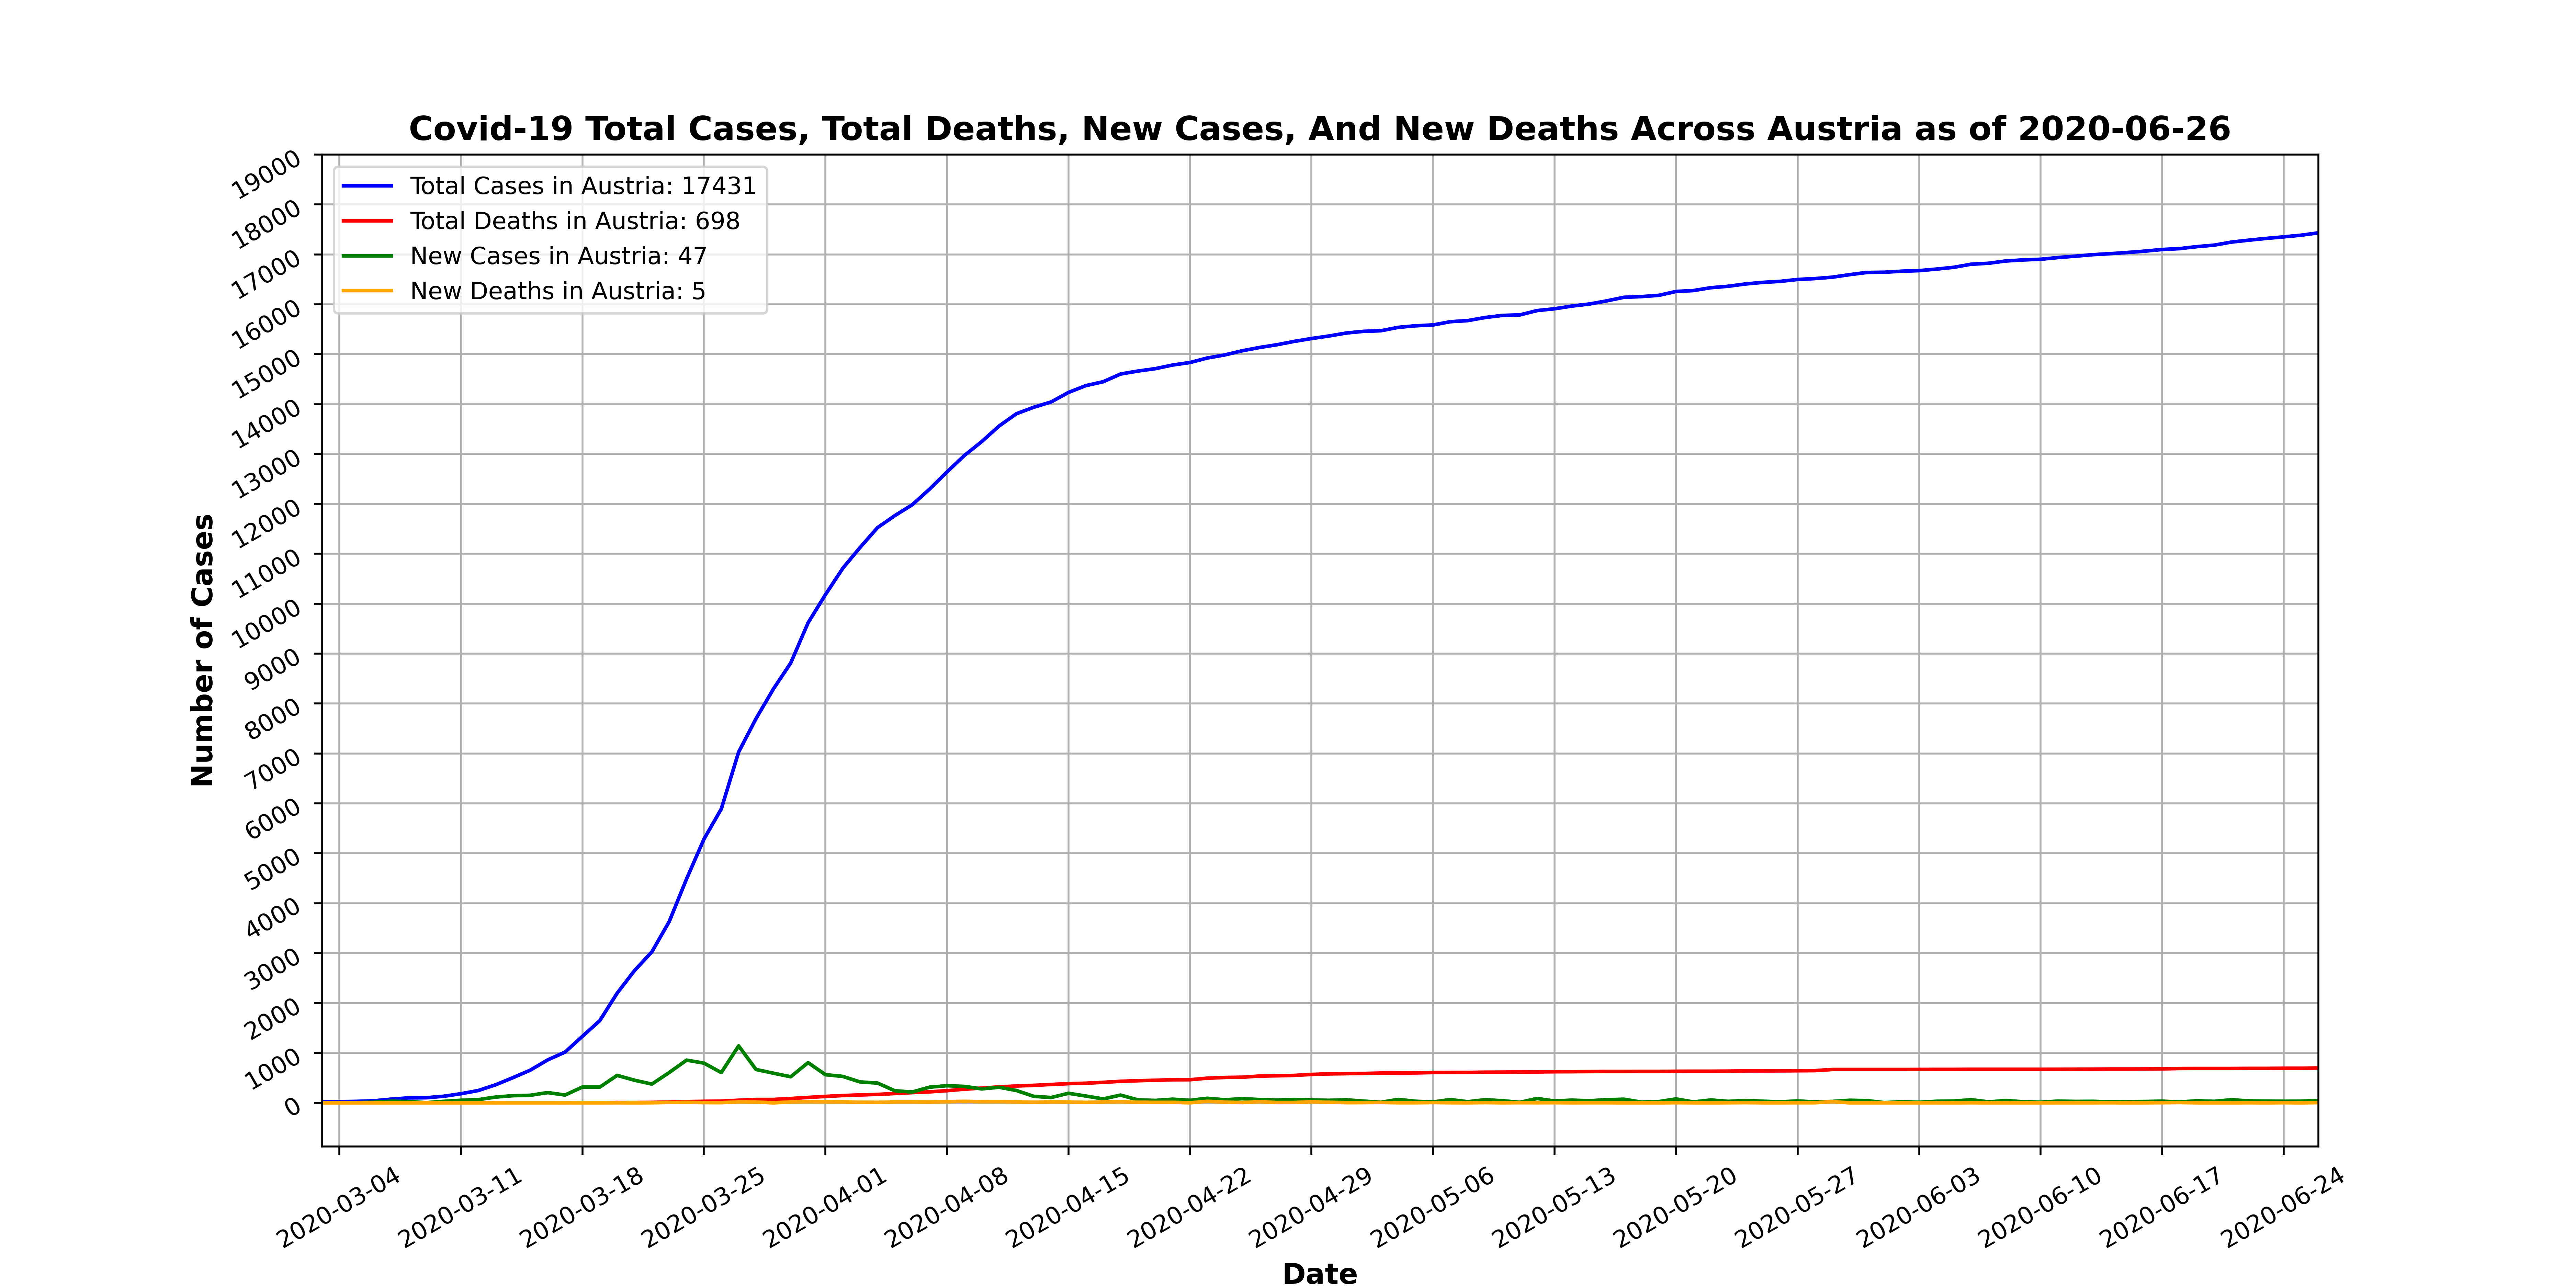 Covid-19 Total Cases, Total Deaths, New Cases, And New Deaths Across Austria as of 2020-06-26
Total Cases in Austria: 17431
Total Deaths in Austria: 698
New Cases in Austria: 47
New Deaths in Austria: 5
Number of Cases
19000
18000
17000
16000
15000
14000
13000
12000
11000
10000
9000
8000
7000
6000
5000
4000
3000
2000
1000
0
2020-03-04 2020-03-11 2020-03-18 2020-03-25 2020-04-01 2020-04-08 2020-04-15 2020-04-22 2020-04-29 2020-05-06 2020-05-13 2020-05-20 2020-05-27 2020-06-03 2020-06-10 2020-06-17 2020-06-24
Date